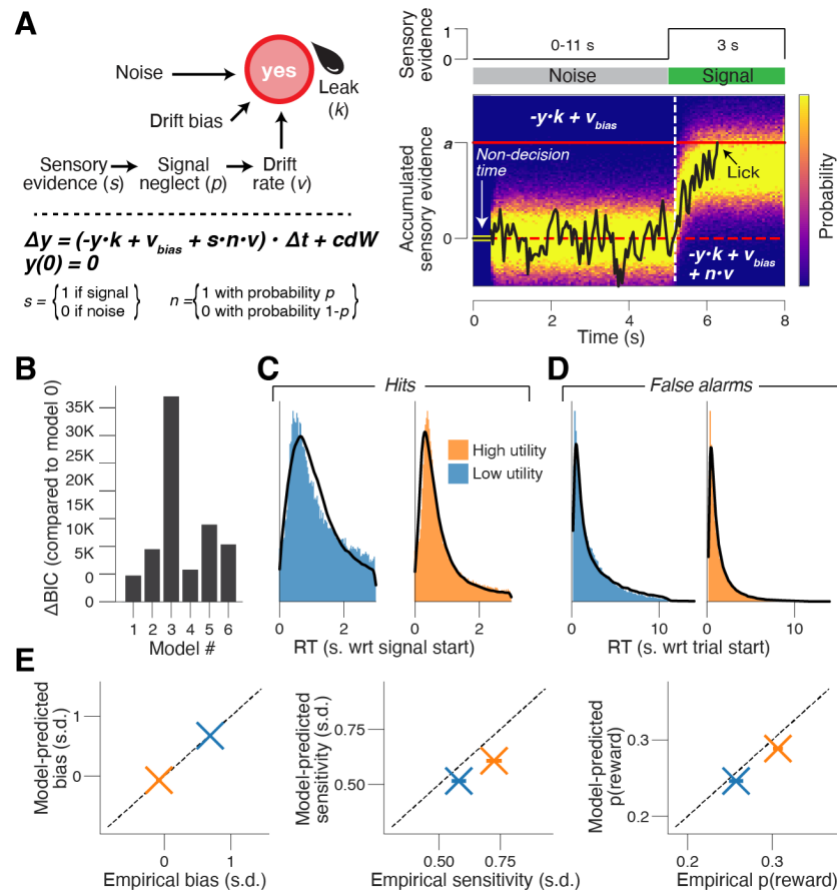 A
yes
Noise
Leak
(k)
Drift bias
Sensory
evidence (s)
Signal
neglect (p)
Drift
rate (v)
Δy = (-y·k + v_bias + s·n·v) · Δt + cdW
y(0) = 0
s = {1 if signal
0 if noise}
n = {1 with probability p
0 with probability 1-p}
Sensory
evidence
1
0
0-11 s
3 s
Noise
Signal
-y·k + v_bias
Non-decision
time
Lick
-y·k + v_bias
+ n·v
Accumulated
sensory evidence
a
0
0
2
4
6
8
Time (s)
Probability
B
ΔBIC (compared to model 0)
35K
30K
20K
10K
5K
0
0
1
2
3
4
5
6
Model #
C
Hits
High utility
Low utility
0
2
0
2
RT (s. wrt signal start)
D
False alarms
0
10
0
10
RT (s. wrt trial start)
E
Model-predicted
bias (s.d.)
1
0
0
1
Empirical bias (s.d.)
Model-predicted
sensitivity (s.d.)
0.75
0.50
0.50
0.75
Empirical sensitivity (s.d.)
Model-predicted
p(reward)
0.3
0.2
0.2
0.3
Empirical p(reward)